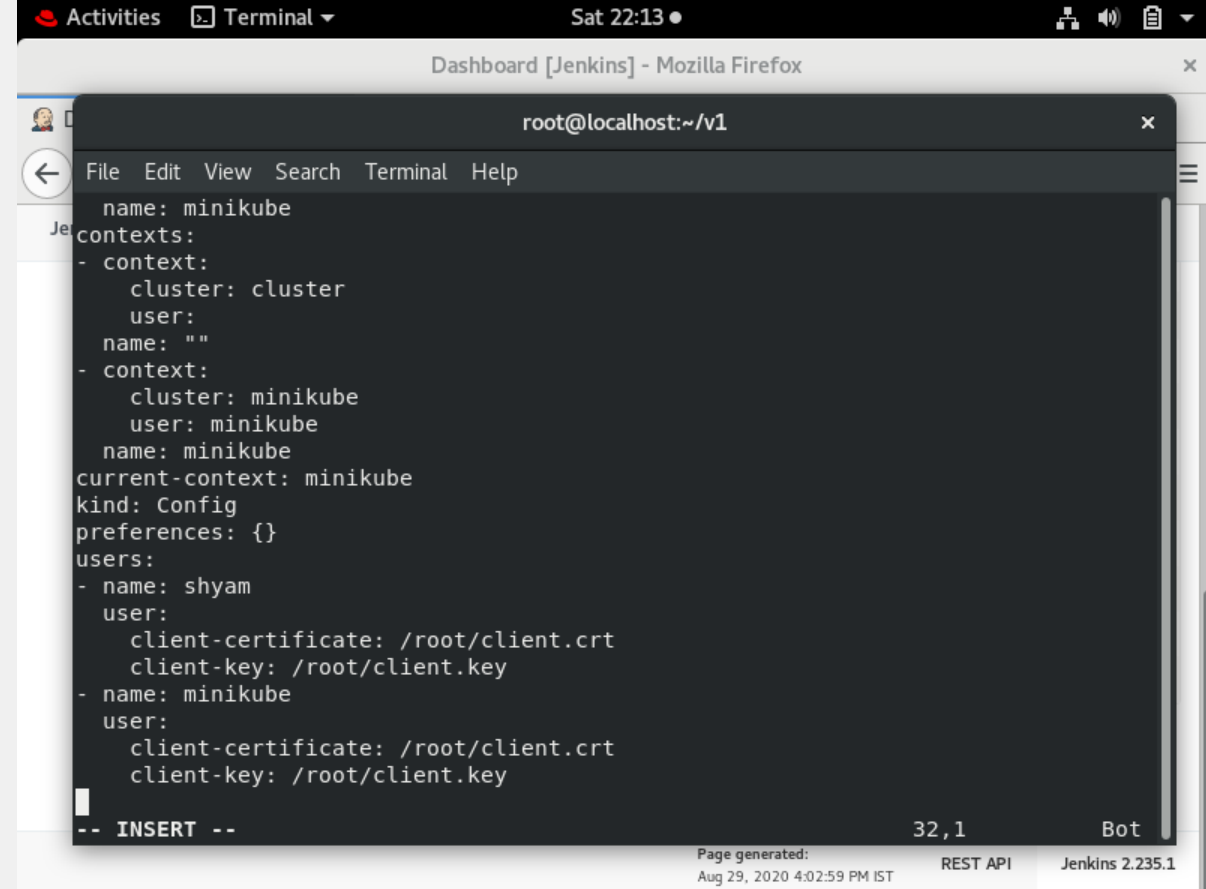 Activities Terminal Sat 22:13
Dashboard [Jenkins] - Mozilla Firefox
root@localhost:~/v1
File Edit View Search Terminal Help
  name: minikube
contexts:
- context:
    cluster: cluster
    user:
  name: ""
- context:
    cluster: minikube
    user: minikube
  name: minikube
current-context: minikube
kind: Config
preferences: {}
users:
- name: shyam
  user:
    client-certificate: /root/client.crt
    client-key: /root/client.key
- name: minikube
  user:
    client-certificate: /root/client.crt
    client-key: /root/client.key
-- INSERT -- 32,1 Bot
Page generated:
Aug 29, 2020 4:02:59 PM IST
REST API
Jenkins 2.235.1